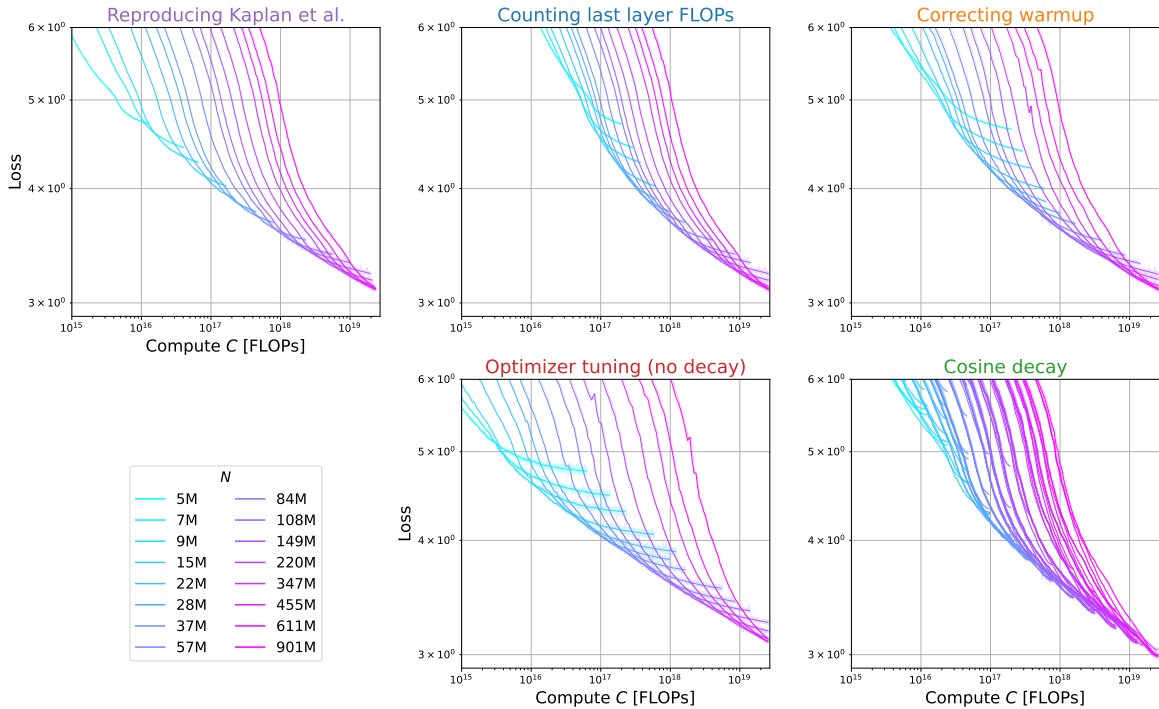 Reproducing Kaplan et al.
Counting last layer FLOPs
Correcting warmup
6 × 10⁰
5 × 10⁰
4 × 10⁰
3 × 10⁰
Loss
10¹⁵ 10¹⁶ 10¹⁷ 10¹⁸ 10¹⁹
Compute C [FLOPs]
6 × 10⁰
5 × 10⁰
4 × 10⁰
3 × 10⁰
10¹⁵ 10¹⁶ 10¹⁷ 10¹⁸ 10¹⁹
6 × 10⁰
5 × 10⁰
4 × 10⁰
3 × 10⁰
10¹⁵ 10¹⁶ 10¹⁷ 10¹⁸ 10¹⁹
Optimizer tuning (no decay)
Cosine decay
N
5M 84M
7M 108M
9M 149M
15M 220M
22M 347M
28M 455M
37M 611M
57M 901M
6 × 10⁰
5 × 10⁰
4 × 10⁰
3 × 10⁰
Loss
10¹⁵ 10¹⁶ 10¹⁷ 10¹⁸ 10¹⁹
Compute C [FLOPs]
6 × 10⁰
5 × 10⁰
4 × 10⁰
3 × 10⁰
10¹⁵ 10¹⁶ 10¹⁷ 10¹⁸ 10¹⁹
Compute C [FLOPs]